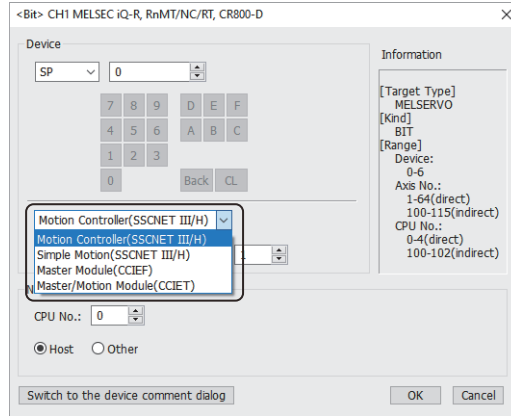 <Bit> CH1 MELSEC iQ-R, RnMT/NC/RT, CR800-D
Device
SP 0
7 8 9 D E F
4 5 6 A B C
1 2 3
0 Back CL
Motion Controller(SSCNET III/H)
Motion Controller(SSCNET III/H)
Simple Motion(SSCNET III/H)
Master Module(CCIEF)
Master/Motion Module(CCIET)
1
CPU No.: 0
Host Other
Switch to the device comment dialog
Information
[Target Type]
MELSERVO
[Kind]
BIT
[Range]
Device:
0-6
Axis No.:
1-64(direct)
100-115(indirect)
CPU No.:
0-4(direct)
100-102(indirect)
OK Cancel